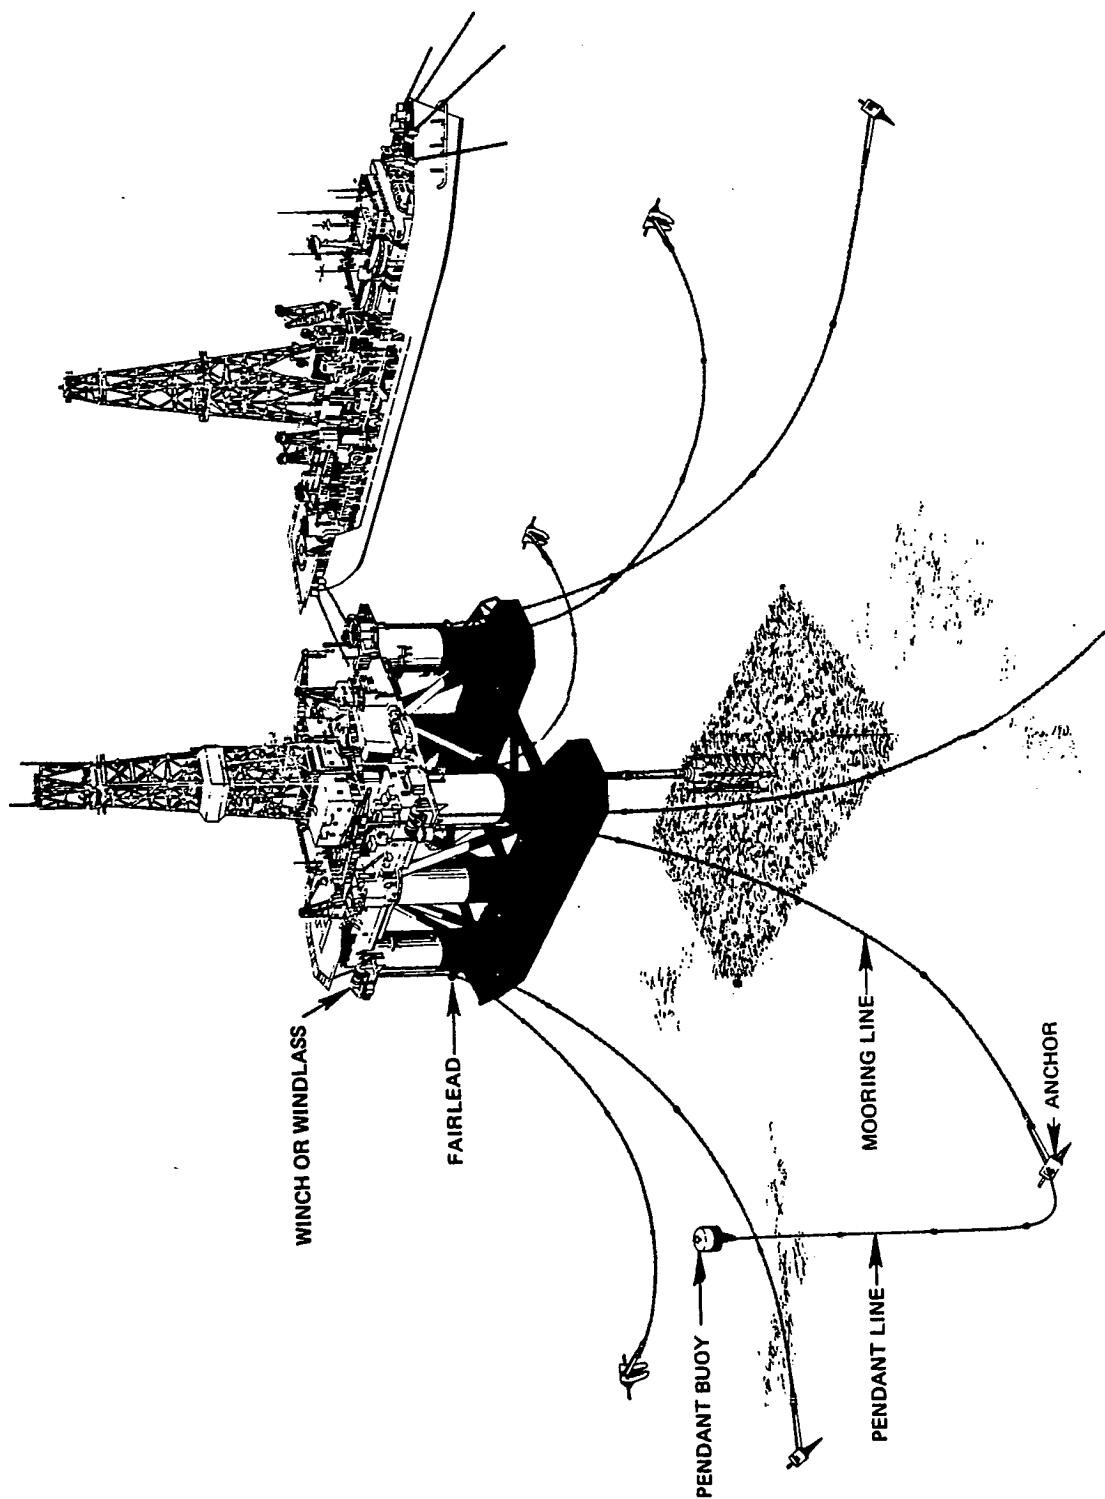 WINCH OR WINDLASS
FAIRLEAD
MOORING LINE
ANCHOR
PENDANT BUOY
PENDANT LINE